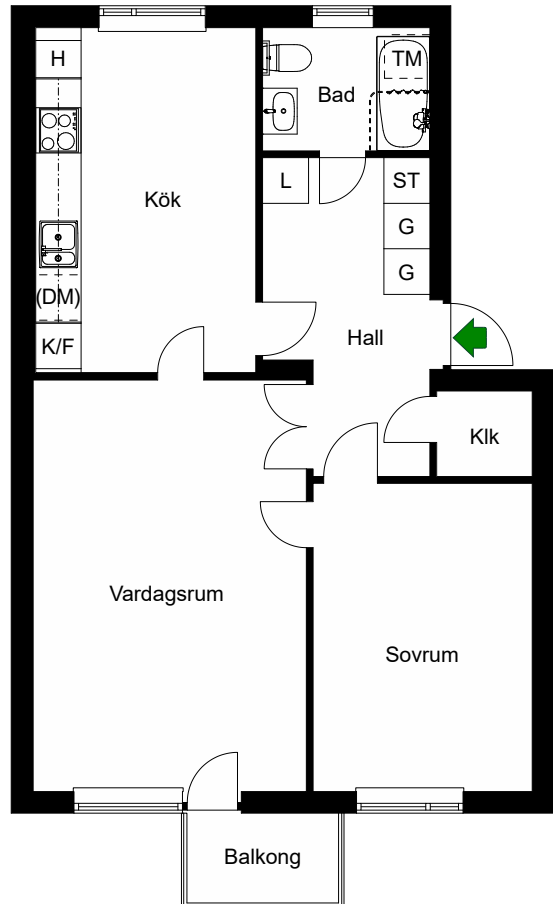 H
TM
Bad
L
ST
Kök
G
G
(DM)
Hall
K/F
Klk
Vardagsrum
Sovrum
Balkong